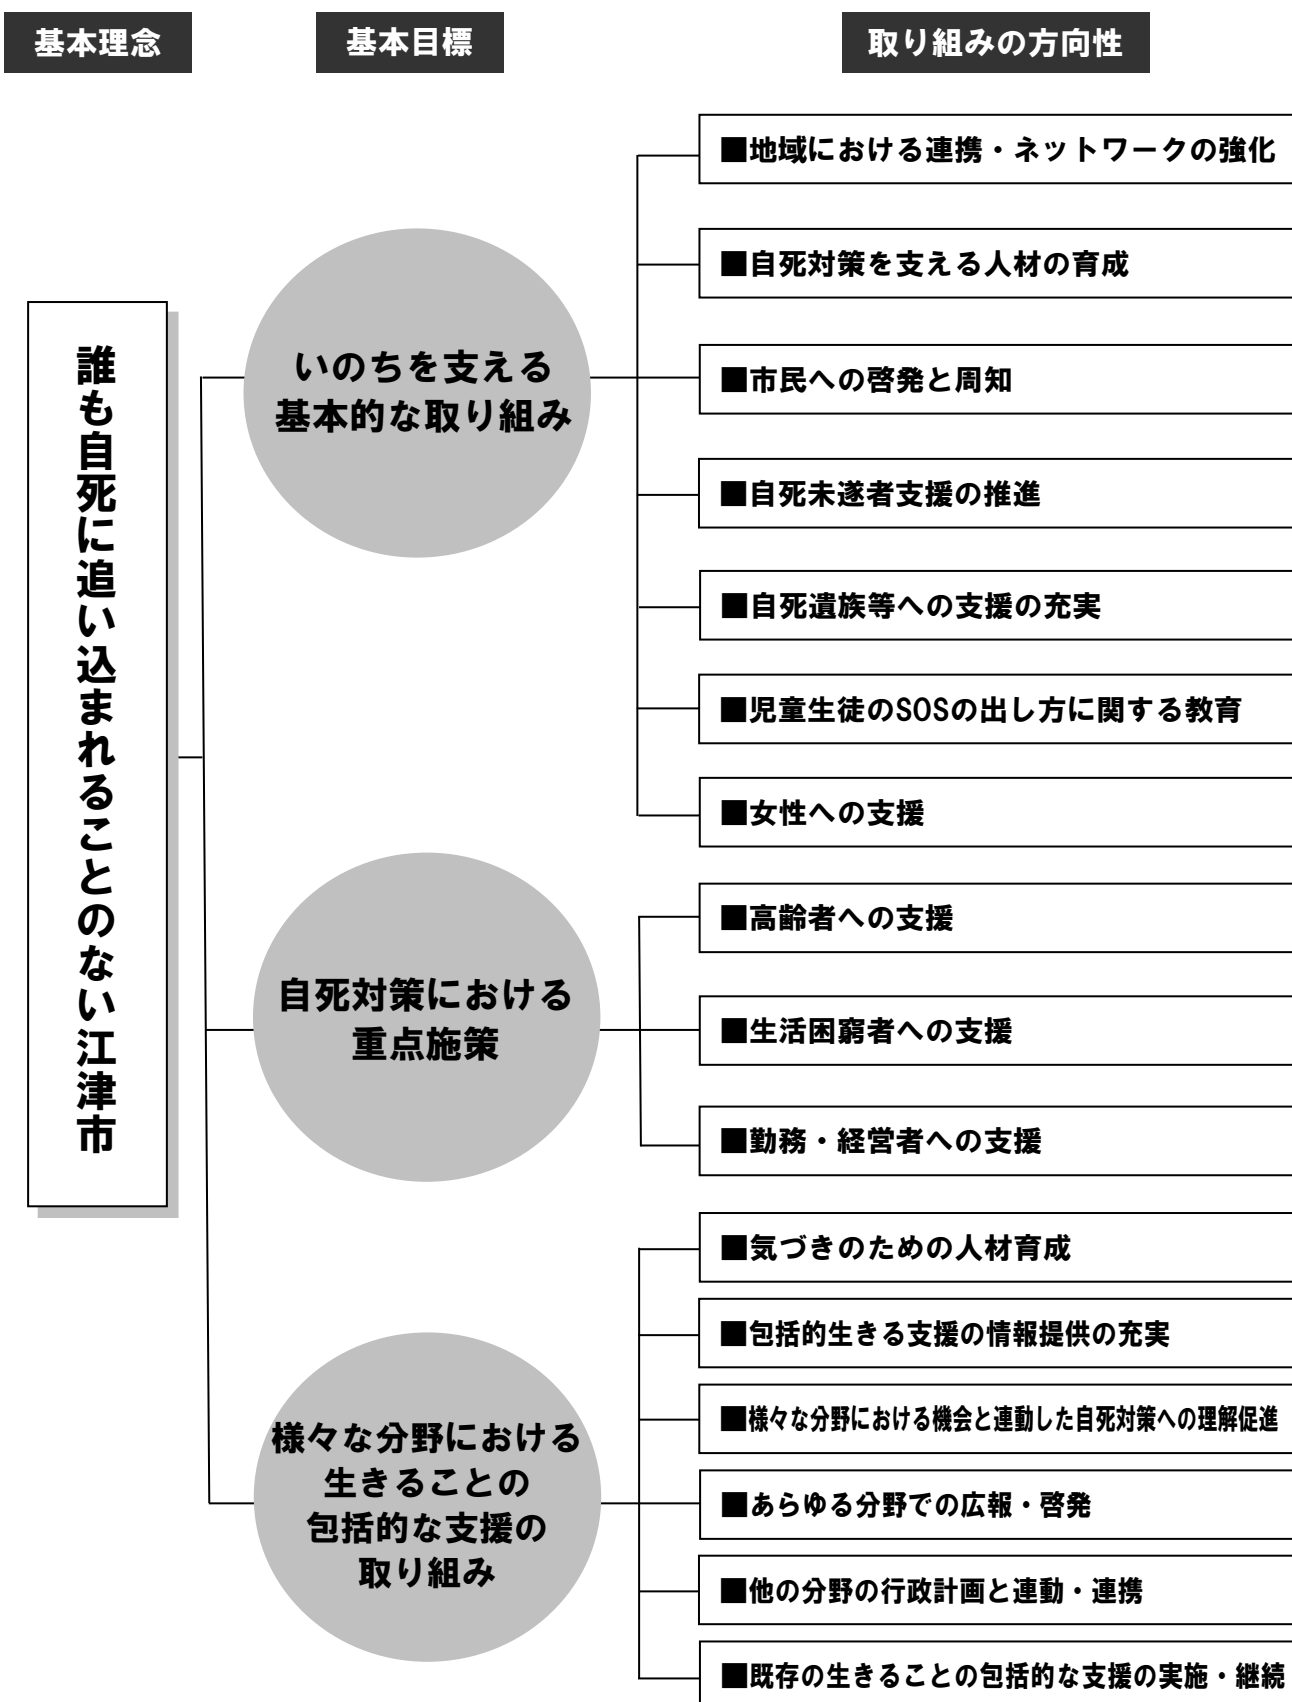 基本理念
基本目標
取り組みの方向性
誰も自死に追い込まれることのない江津市
いのちを支える
基本的な取り組み
■地域における連携・ネットワークの強化
■自死対策を支える人材の育成
■市民への啓発と周知
■自死未遂者支援の推進
■自死遺族等への支援の充実
■児童生徒のSOSの出し方に関する教育
■女性への支援
自死対策における
重点施策
■高齢者への支援
■生活困窮者への支援
■勤務・経営者への支援
様々な分野における
生きることの
包括的な支援の
取り組み
■気づきのための人材育成
■包括的生きる支援の情報提供の充実
■様々な分野における機会と連動した自死対策への理解促進
■あらゆる分野での広報・啓発
■他の分野の行政計画と連動・連携
■既存の生きることの包括的な支援の実施・継続